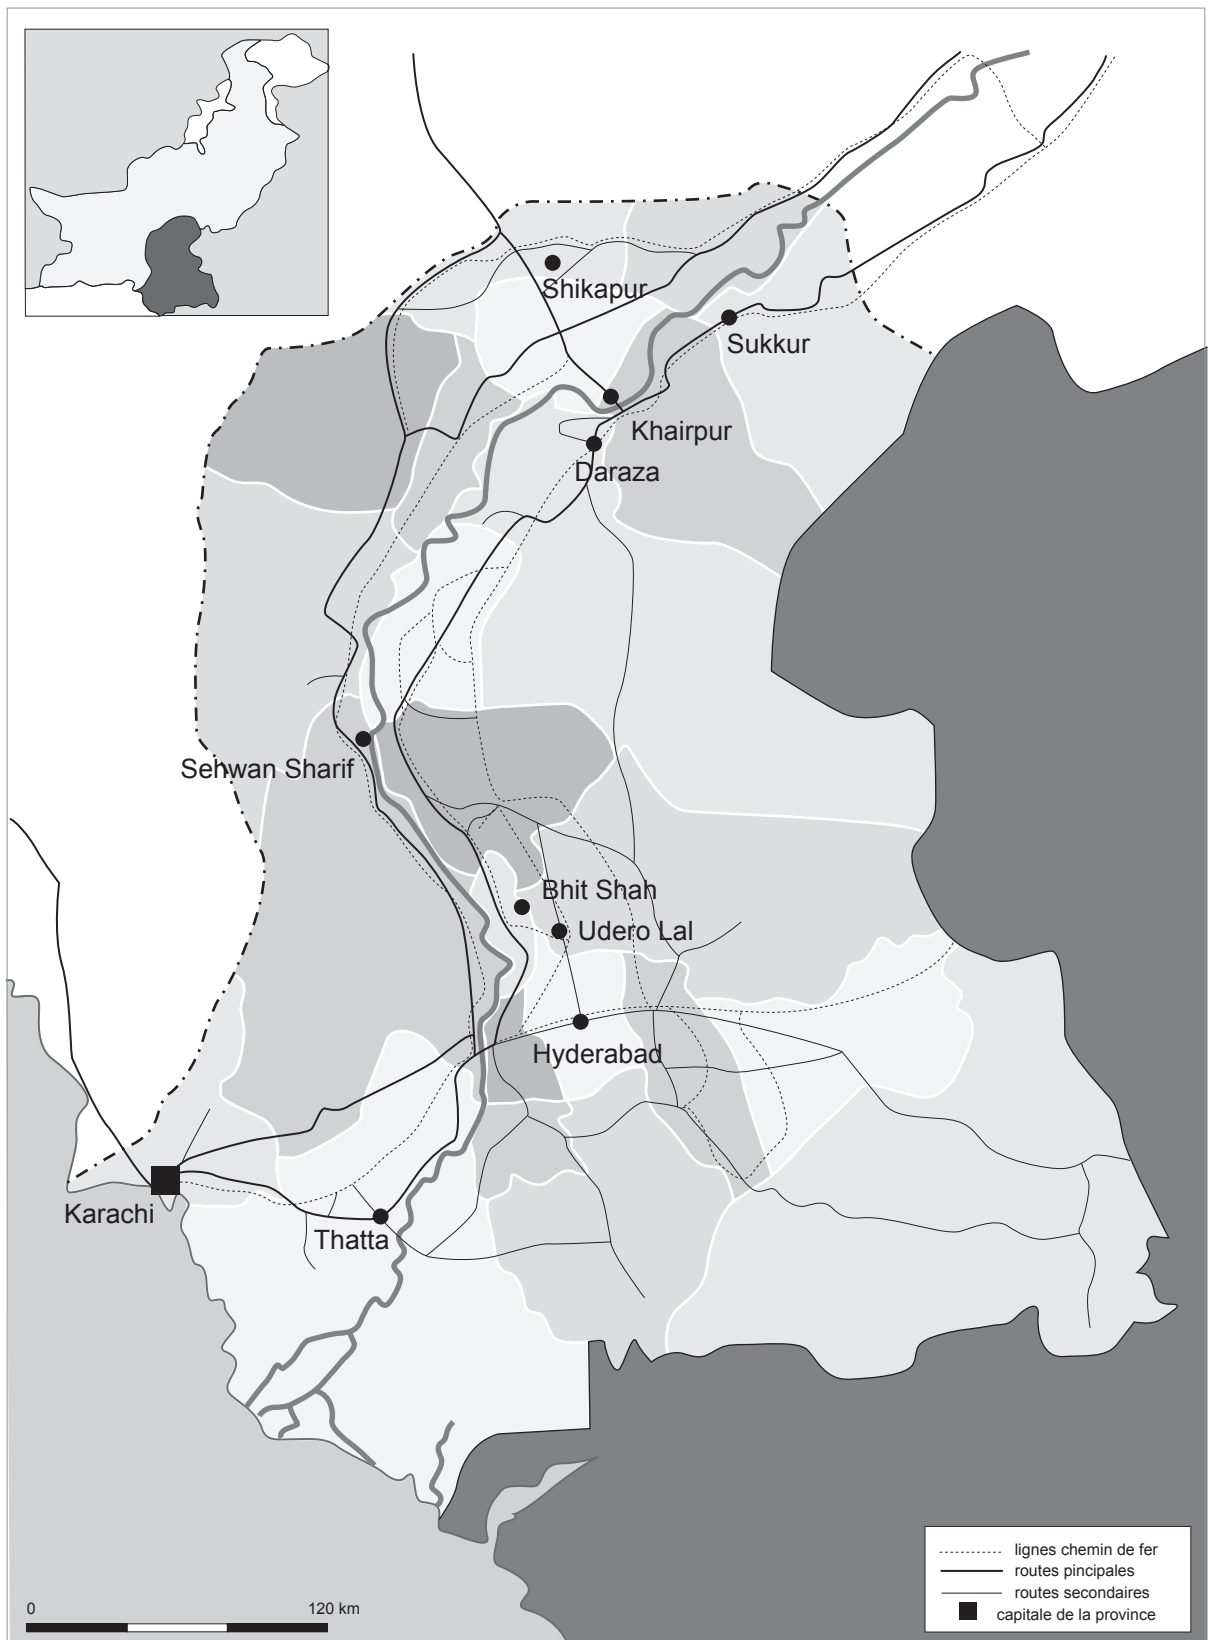 Shikapur
Sukkur
Khairpur
Daraza
Sehwan Sharif
Bhit Shah
Udero Lal
Hyderabad
Karachi
Thatta
lignes chemin de fer
routes pincipales
routes secondaires
capitale de la province
0 120 km